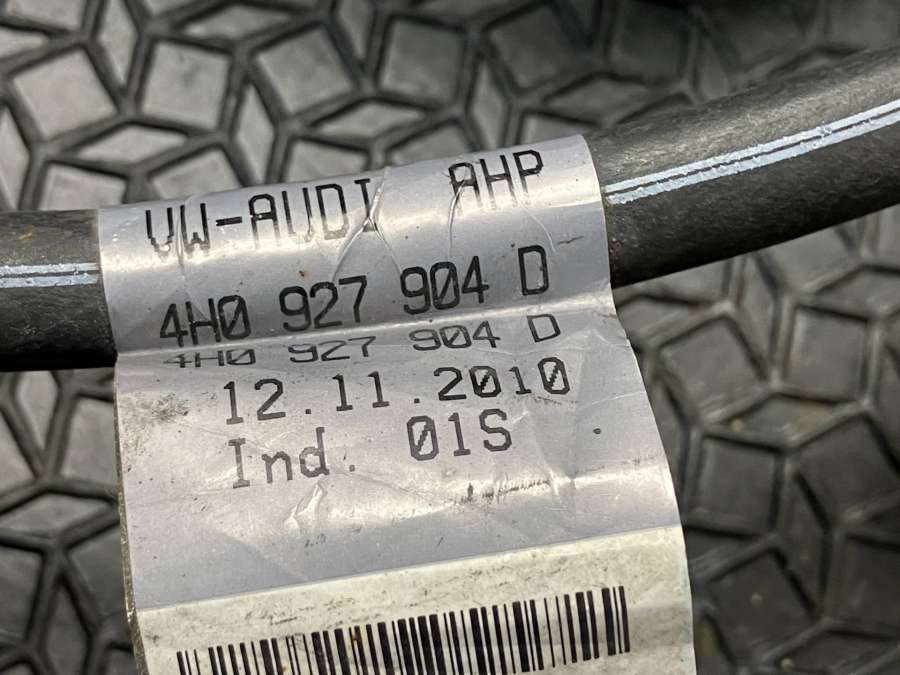 VW-AUDI AHP
4H0 927 904 D
4H0 927 904 D
12.11.2010
Ind. 01S